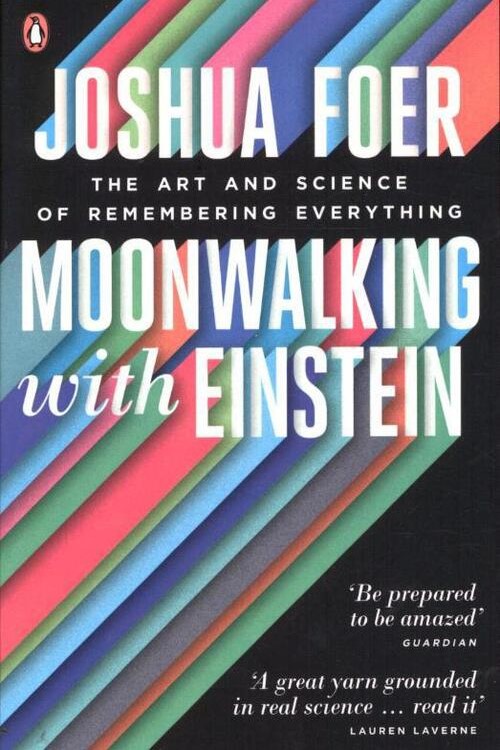 JOSHUA FOER
THE ART AND SCIENCE
OF REMEMBERING EVERYTHING
MOONWALKING
with EINSTEIN
‘Be prepared
to be amazed’
GUARDIAN
‘A great yarn grounded
in real science ... read it’
LAUREN LAVERNE